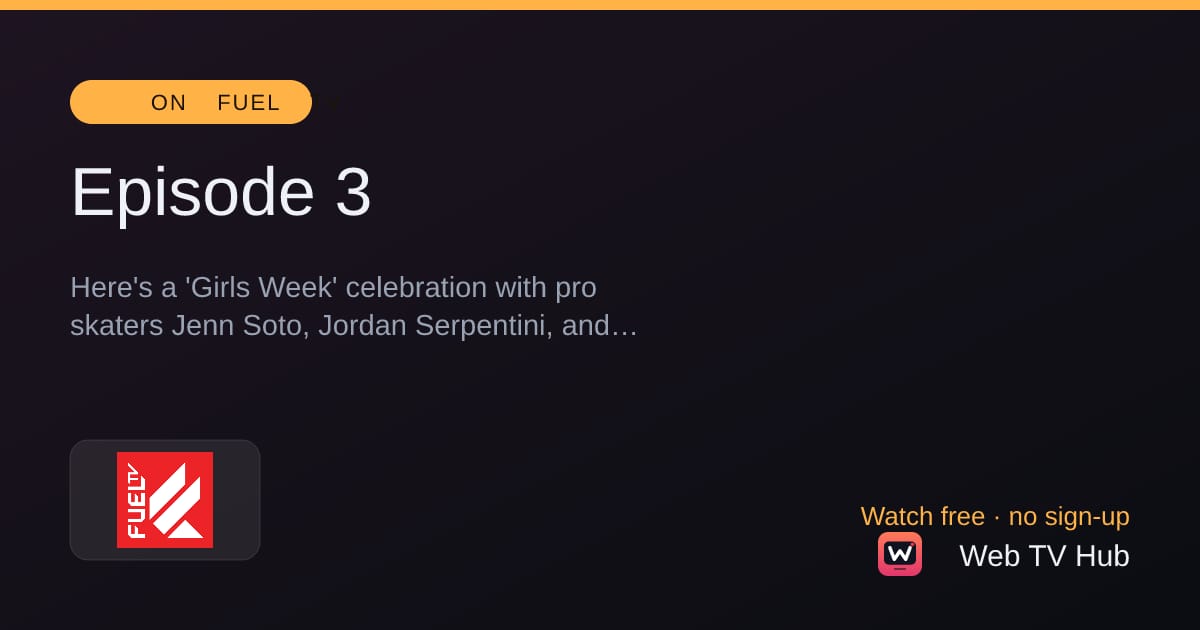 ON FUEL
Episode 3
Here's a 'Girls Week' celebration with pro
skaters Jenn Soto, Jordan Serpentini, and…
FUEL TV
Watch free · no sign-up
W
Web TV Hub